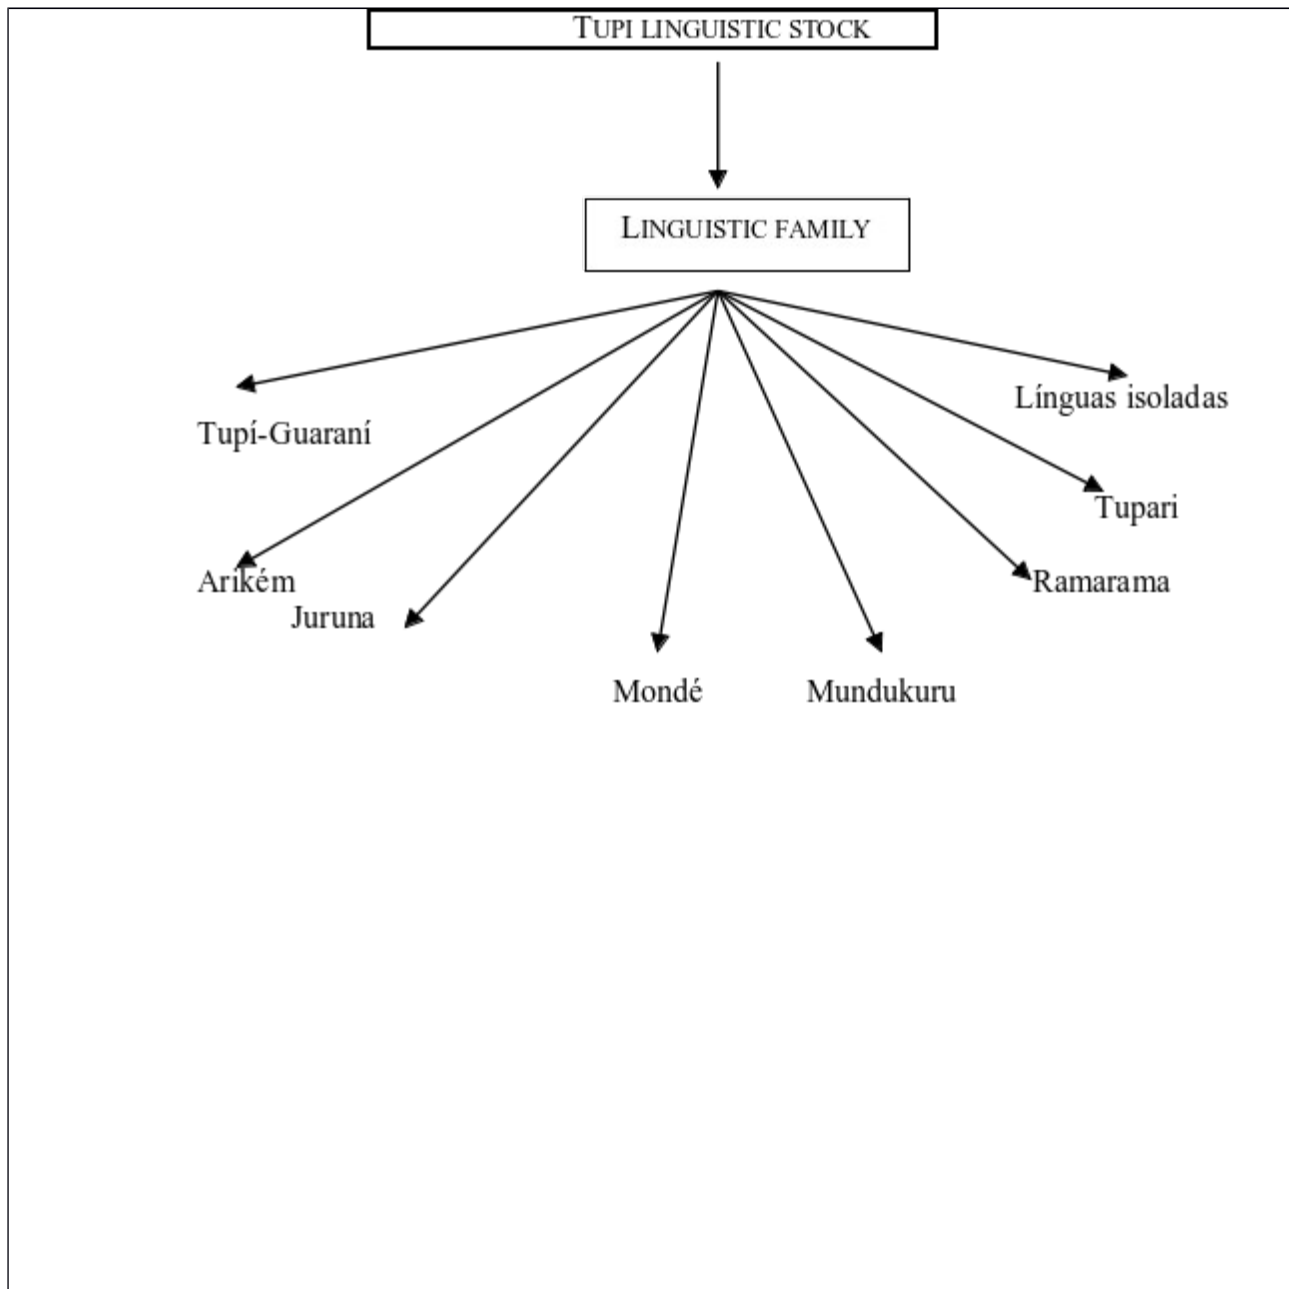 TUPI LINGUISTIC STOCK
LINGUISTIC FAMILY
Línguas isoladas
Tupí-Guaraní
Tupari
Arikém
Ramarama
Juruna
Mondé
Mundukuru